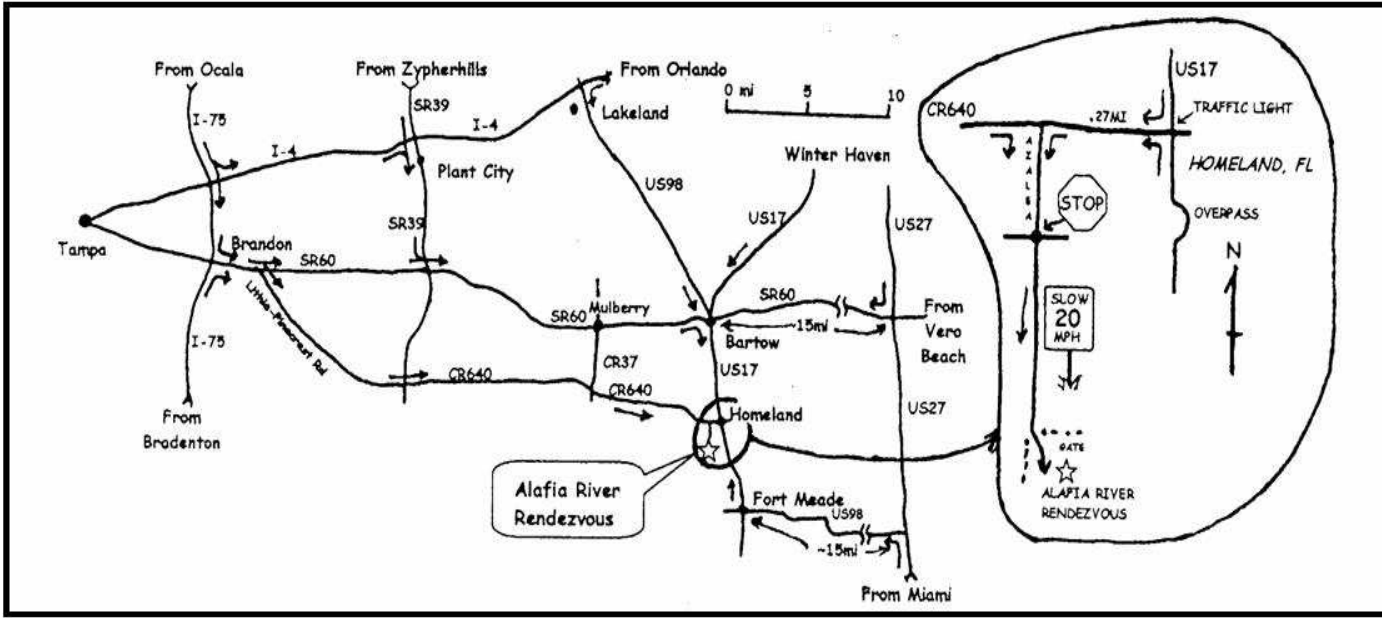 From Ocala
From Zypherhills
From Orlando
I-75
SR39
I-4
Lakeland
0 mi
5
10
I-4
Plant City
US98
Winter Haven
US17
US27
SR39
Tampa
Brandon
SR60
Lithia-Pinecrest Rd
Mulberry
SR60
SR60
~15mi
From
Vero
Beach
Bartow
I-75
CR37
US17
CR640
CR640
Homeland
US27
From
Bradenton
Alafia River
Rendezvous
Fort Meade
US98
~15mi
From Miami
US17
CR640
.27MI
TRAFFIC LIGHT
AZALEA
HOMELAND, FL
STOP
OVERPASS
N
SLOW
20
MPH
GATE
ALAFIA RIVER
RENDEZVOUS